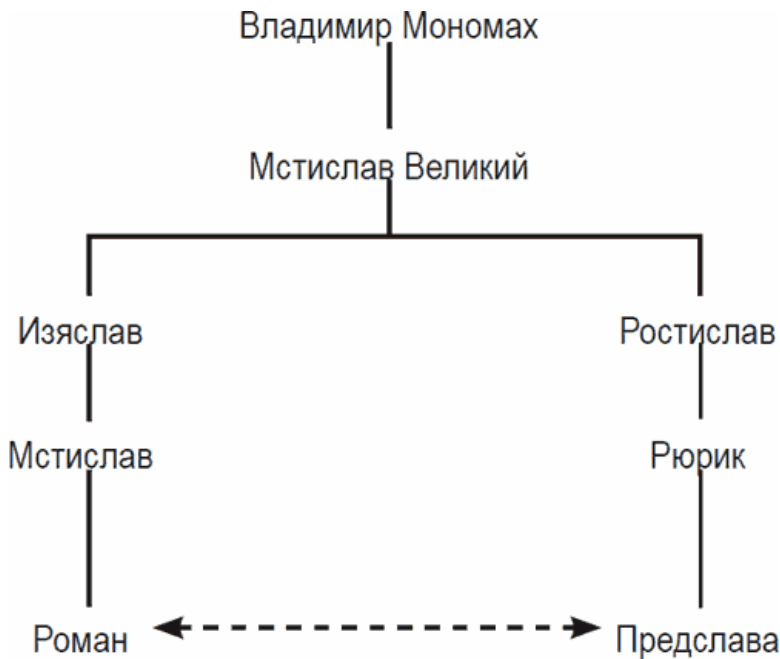 Владимир Мономах
Мстислав Великий
Изяслав
Ростислав
Мстислав
Рюрик
Роман
Предслава